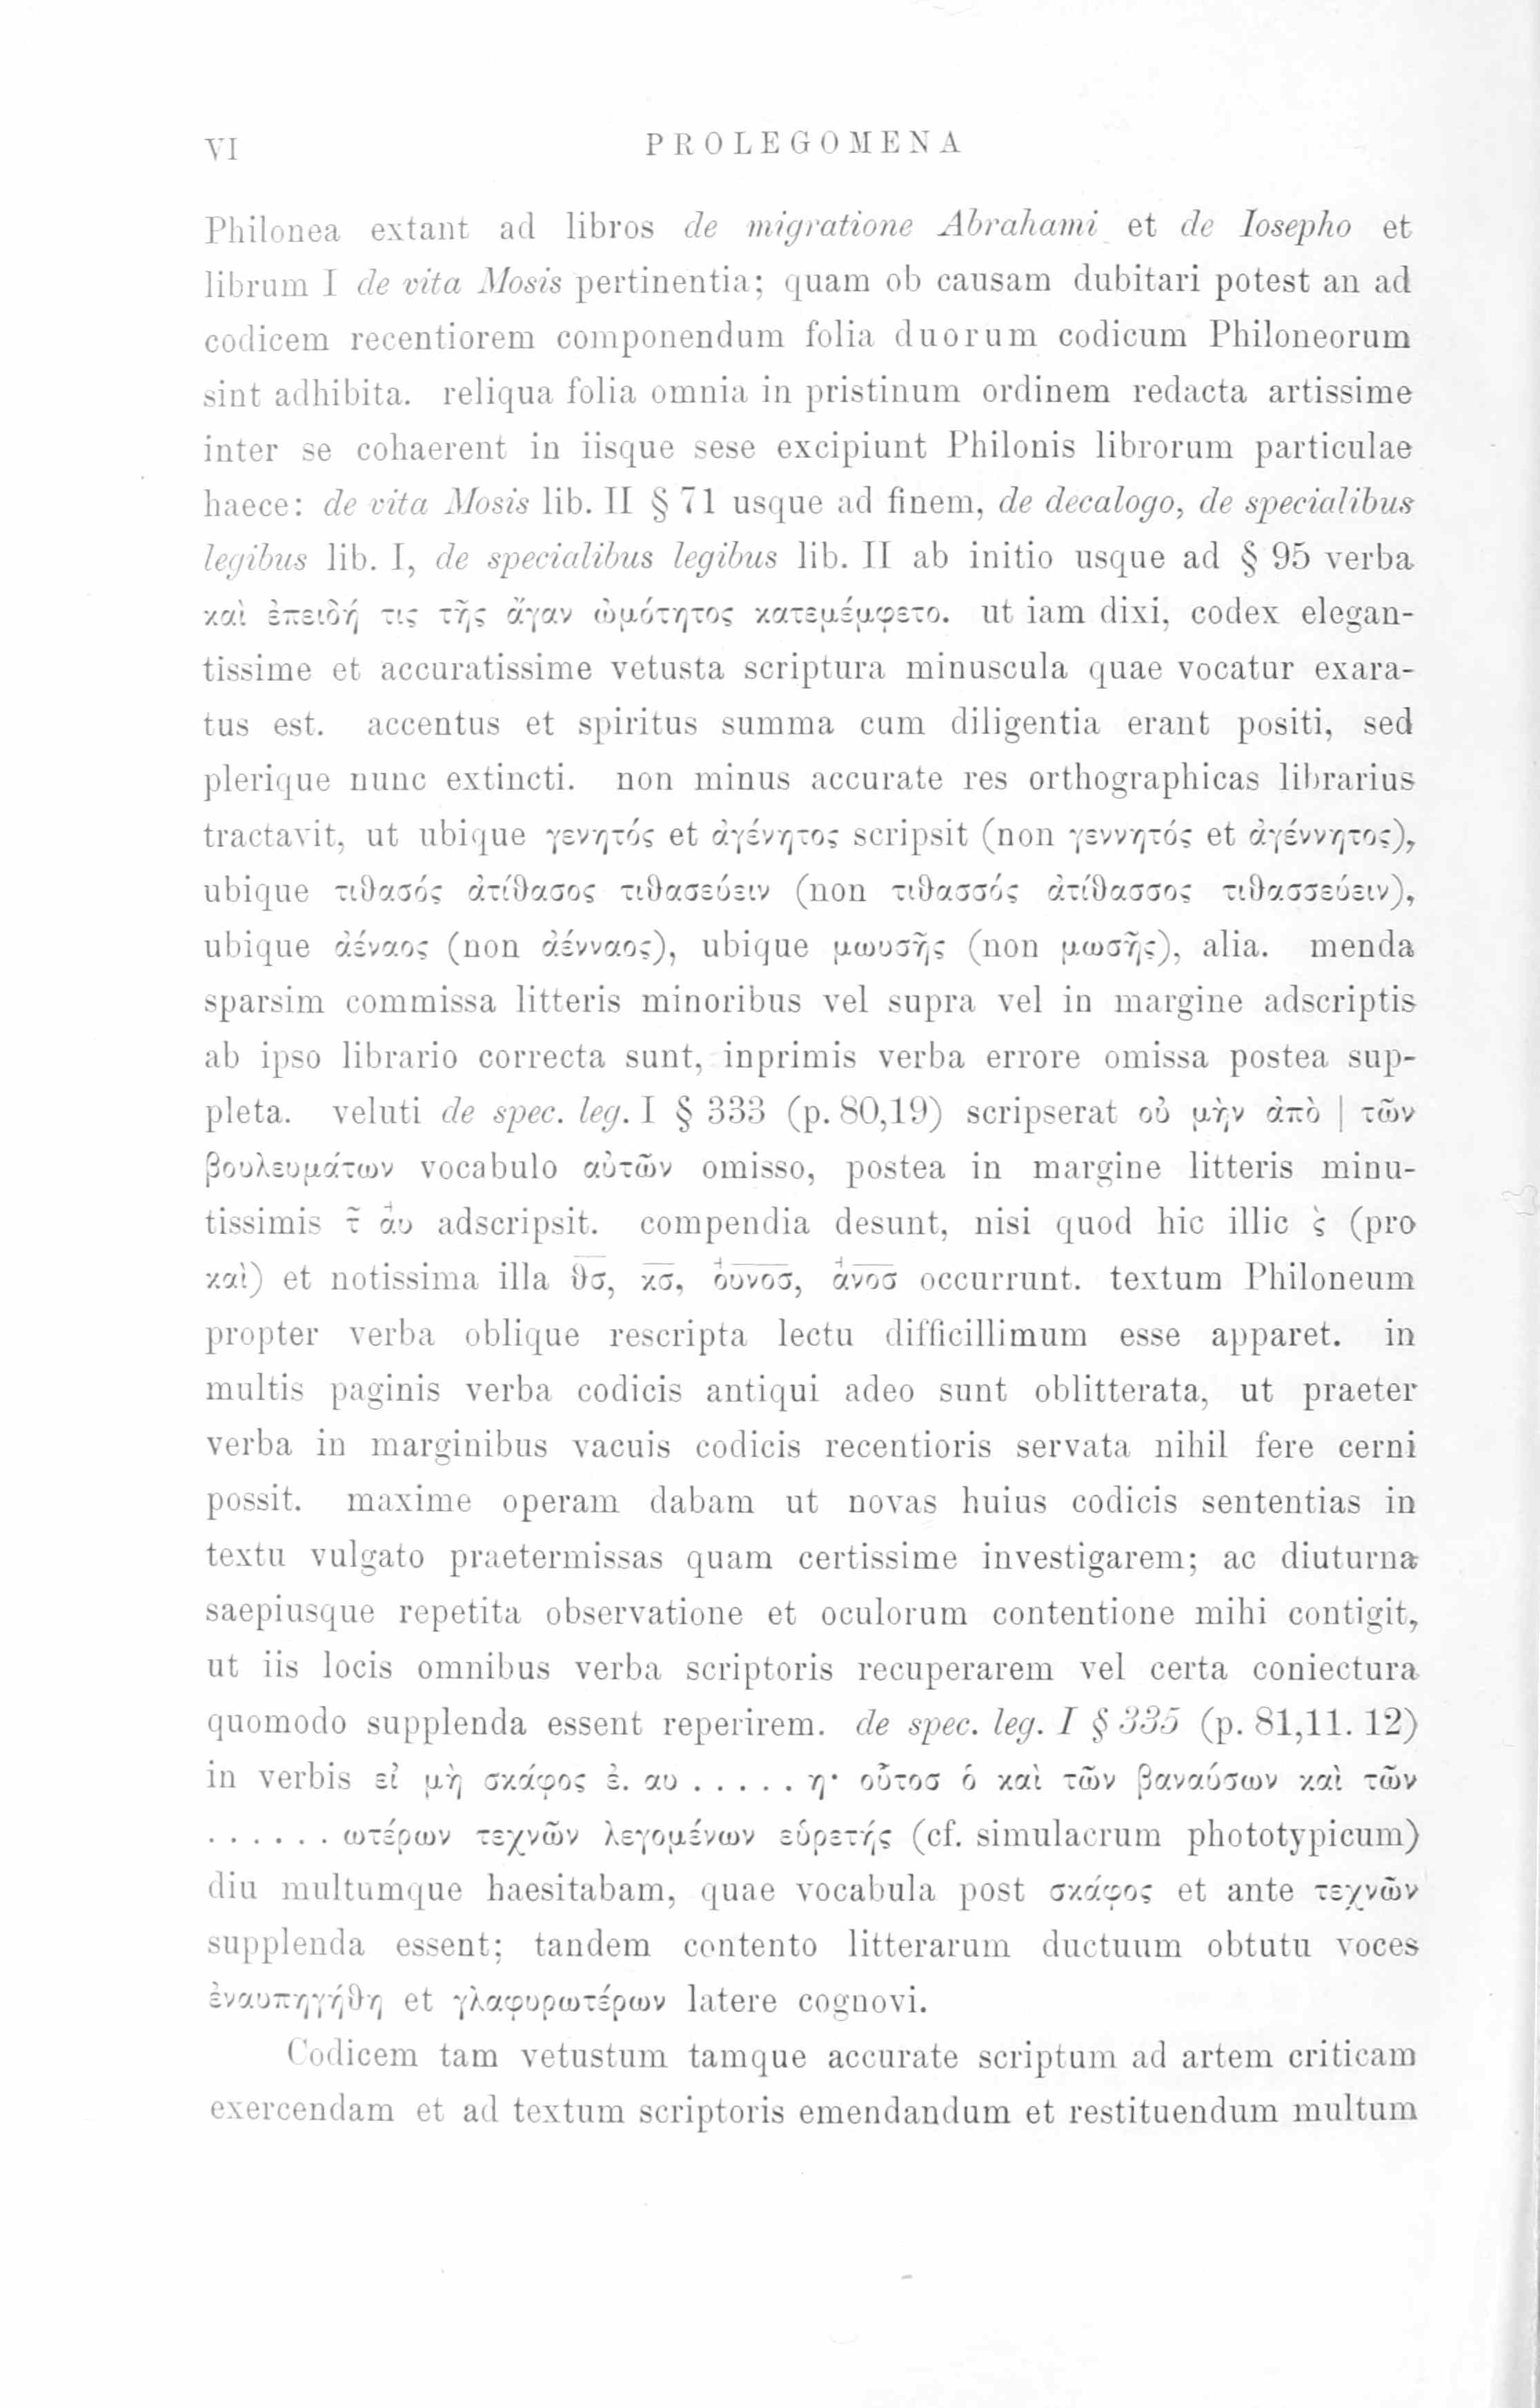 VI PROLEGOMENA
Philonea extant ad libros de migratione Abrahami et de Iosepho et
librum I de vita Mosis pertinentia; quam ob causam dubitari potest an ad
codicem recentiorem componendum folia duorum codicum Philoneorum
sint adhibita. reliqua folia omnia in pristinum ordinem redacta artissime
inter se cohaerent in iisque sese excipiunt Philonis librorum particulae
haece: de vita Mosis lib. II § 71 usque ad finem, de decalogo, de specialibus
legibus lib. I, de specialibus legibus lib. II ab initio usque ad § 95 verba
καὶ ἐπειδή τις τῆς ἄγαν ὠμότητος κατεμέμφετο. ut iam dixi, codex elegan-
tissime et accuratissime vetusta scriptura minuscula quae vocatur exara-
tus est. accentus et spiritus summa cum diligentia erant positi, sed
plerique nunc extincti. non minus accurate res orthographicas librarius
tractavit, ut ubique γενητός et ἀγένητος scripsit (non γεννητός et ἀγέννητος),
ubique τιθασός ἀτίθασος τιθασεύειν (non τιθασσός ἀτίθασσος τιθασσεύειν),
ubique ἀέναος (non ἀένναος), ubique μωυσῆς (non μωσῆς), alia. menda
sparsim commissa litteris minoribus vel supra vel in margine adscriptis
ab ipso librario correcta sunt, inprimis verba errore omissa postea sup-
pleta. veluti de spec. leg. I § 333 (p. 80,19) scripserat οὐ μὴν ἀπὸ | τῶν
βουλευμάτων vocabulo αὐτῶν omisso, postea in margine litteris minu-
tissimis τ͂ ἀυ adscripsit. compendia desunt, nisi quod hic illic ς̀ (pro
καὶ) et notissima illa θσ, κσ, ὀυνοσ, ἀνοσ occurrunt. textum Philoneum
propter verba oblique rescripta lectu difficillimum esse apparet. in
multis paginis verba codicis antiqui adeo sunt oblitterata, ut praeter
verba in marginibus vacuis codicis recentioris servata nihil fere cerni
possit. maxime operam dabam ut novas huius codicis sententias in
textu vulgato praetermissas quam certissime investigarem; ac diuturna
saepiusque repetita observatione et oculorum contentione mihi contigit,
ut iis locis omnibus verba scriptoris recuperarem vel certa coniectura
quomodo supplenda essent reperirem. de spec. leg. I § 335 (p. 81,11. 12)
in verbis εἰ μὴ σκάφος ἐ. αυ . . . . . η· οὗτοσ ὁ καὶ τῶν βαναύσων καὶ τῶν
. . . . . . ωτέρων τεχνῶν λεγομένων εὑρετής (cf. simulacrum phototypicum)
diu multumque haesitabam, quae vocabula post σκάφος et ante τεχνῶν
supplenda essent; tandem contento litterarum ductuum obtutu voces
ἐναυπηγήθη et γλαφυρωτέρων latere cognovi.
Codicem tam vetustum tamque accurate scriptum ad artem criticam
exercendam et ad textum scriptoris emendandum et restituendum multum